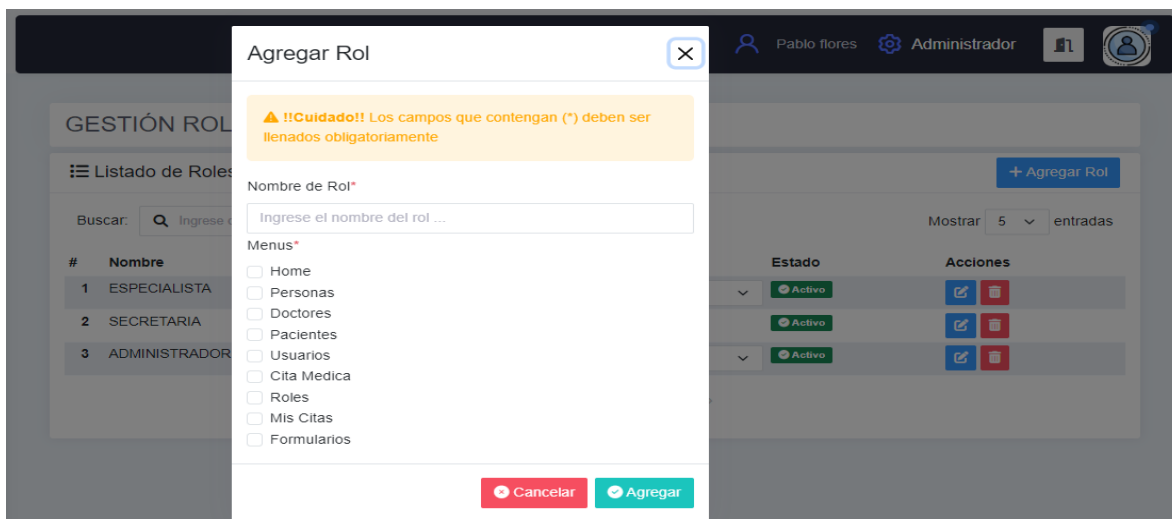 Pablo flores
Administrador
Agregar Rol
!!Cuidado!! Los campos que contengan (*) deben ser
llenados obligatoriamente
GESTIÓN ROL
Listado de Roles
+ Agregar Rol
Nombre de Rol*
Ingrese el nombre del rol ...
Buscar:
Ingrese
Mostrar 5 entradas
Menus*
# Nombre Estado Acciones
Home
1 ESPECIALISTA Activo
Personas
Doctores
2 SECRETARIA Activo
Pacientes
3 ADMINISTRADOR Activo
Usuarios
Cita Medica
Roles
Mis Citas
Formularios
Cancelar
Agregar